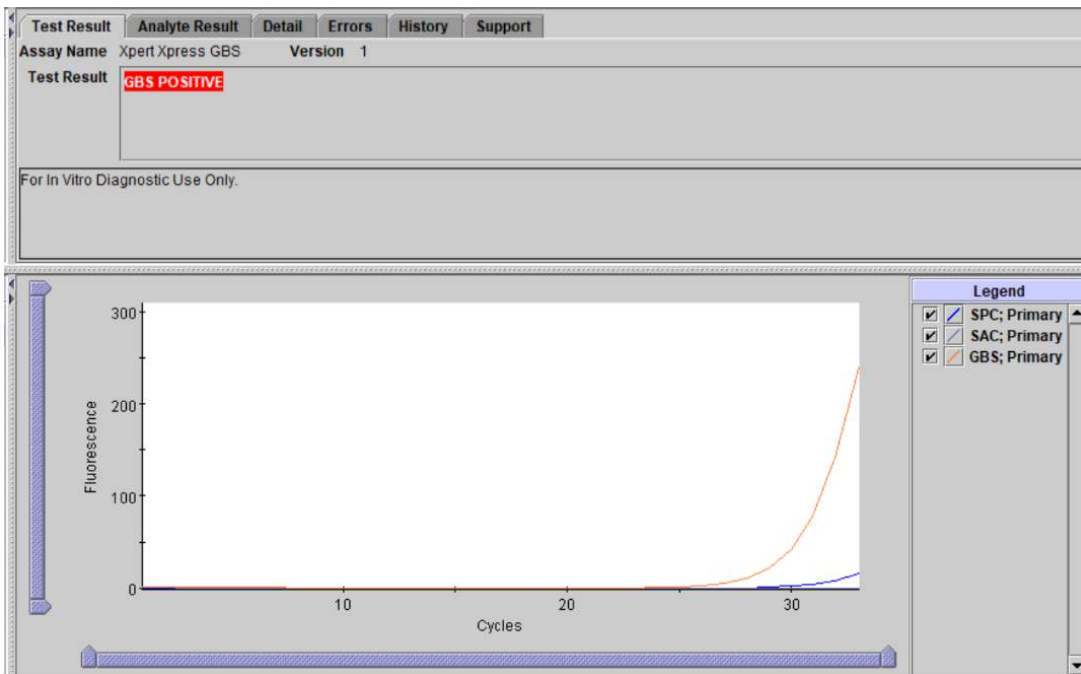 Test Result Analyte Result Detail Errors History Support
Assay Name Xpert Xpress GBS Version 1
Test Result GBS POSITIVE
For In Vitro Diagnostic Use Only.
Legend
SPC; Primary
SAC; Primary
GBS; Primary
300
200
100
0
Fluorescence
10 20 30
Cycles